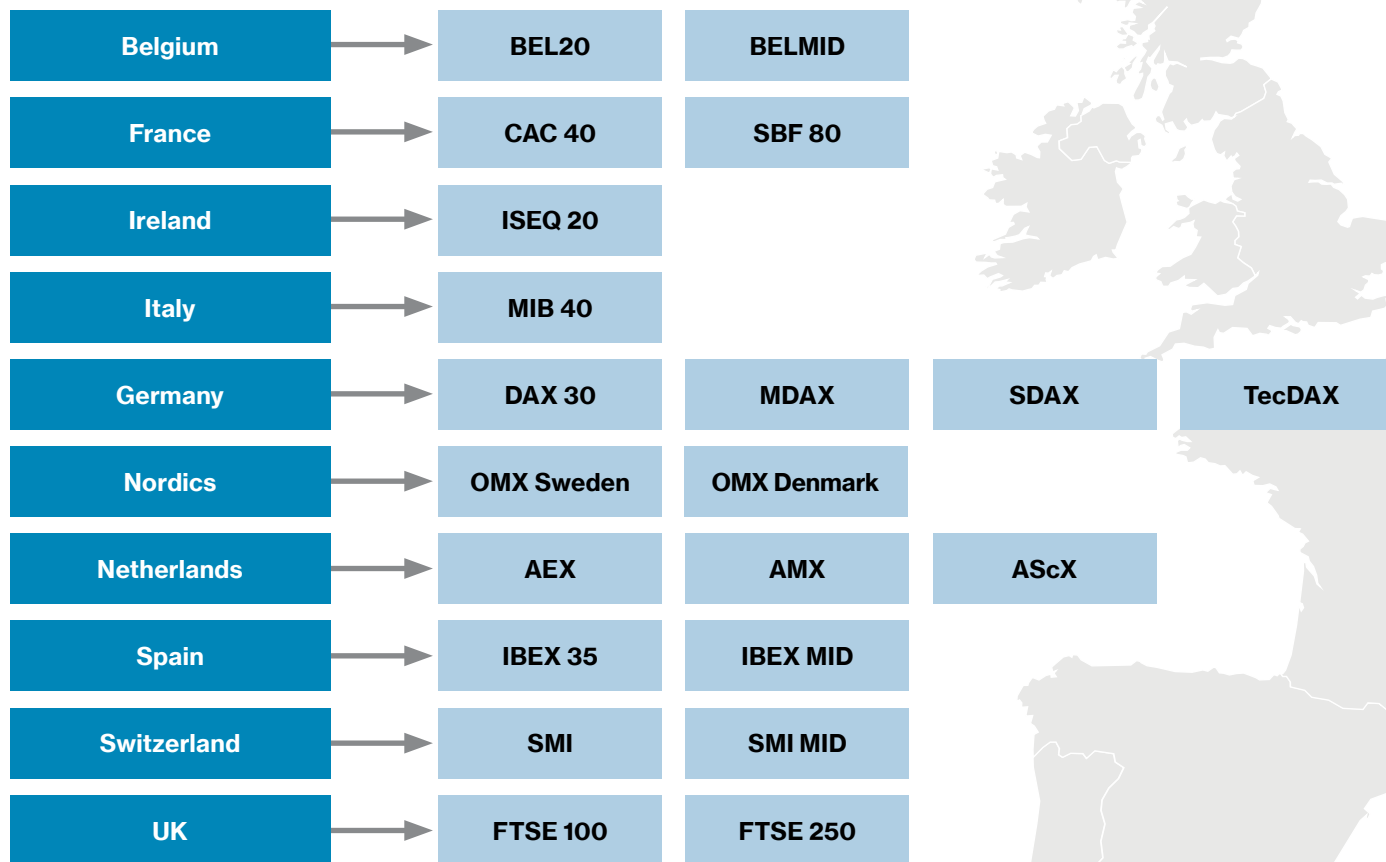 Belgium BEL20 BELMID
France CAC 40 SBF 80
Ireland ISEQ 20
Italy MIB 40
Germany DAX 30 MDAX SDAX TecDAX
Nordics OMX Sweden OMX Denmark
Netherlands AEX AMX AScX
Spain IBEX 35 IBEX MID
Switzerland SMI SMI MID
UK FTSE 100 FTSE 250